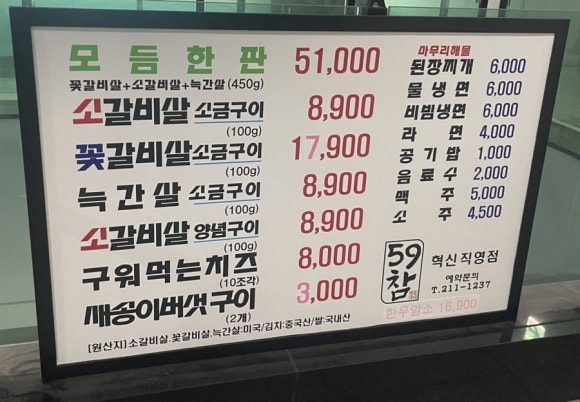 모듬한판 51,000
꽃갈비살+소갈비살+늑간살(450g)
소갈비살 소금구이 8,900
(100g)
꽃갈비살 소금구이 17,900
(100g)
늑간살 소금구이 8,900
(100g)
소갈비살 양념구이 8,900
(100g)
구워먹는치즈 8,000
(10조각)
새송이버섯구이 3,000
(2개)
[원산지]소갈비살.꽃갈비살.늑간살:미국/김치:중국산/쌀:국내산
마무리해물
된장찌개 6,000
물냉면 6,000
비빔냉면 6,000
라면 4,000
공기밥 1,000
음료수 2,000
맥주 5,000
소주 4,500
59참
혁신직영점
예약문의
T.211-1237
한우암소 16,900